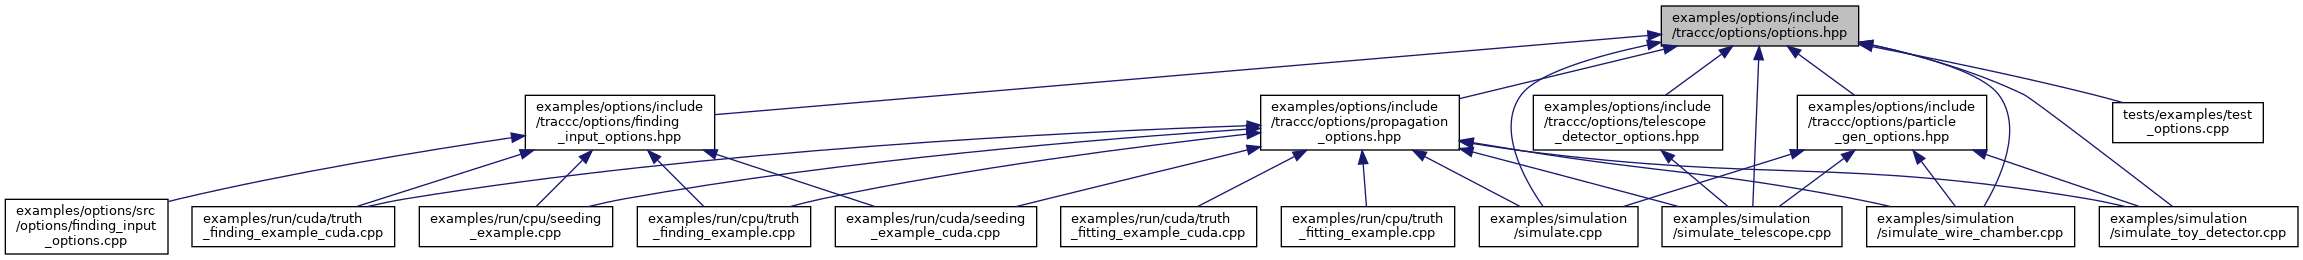 examples/options/include
/traccc/options/options.hpp
examples/options/include
/traccc/options/finding
_input_options.hpp
examples/options/include
/traccc/options/propagation
_options.hpp
examples/options/include
/traccc/options/telescope
_detector_options.hpp
examples/options/include
/traccc/options/particle
_gen_options.hpp
tests/examples/test
_options.cpp
examples/options/src
/options/finding_input
_options.cpp
examples/run/cuda/truth
_finding_example_cuda.cpp
examples/run/cpu/seeding
_example.cpp
examples/run/cpu/truth
_finding_example.cpp
examples/run/cuda/seeding
_example_cuda.cpp
examples/run/cuda/truth
_fitting_example_cuda.cpp
examples/run/cpu/truth
_fitting_example.cpp
examples/simulation
/simulate.cpp
examples/simulation
/simulate_telescope.cpp
examples/simulation
/simulate_wire_chamber.cpp
examples/simulation
/simulate_toy_detector.cpp